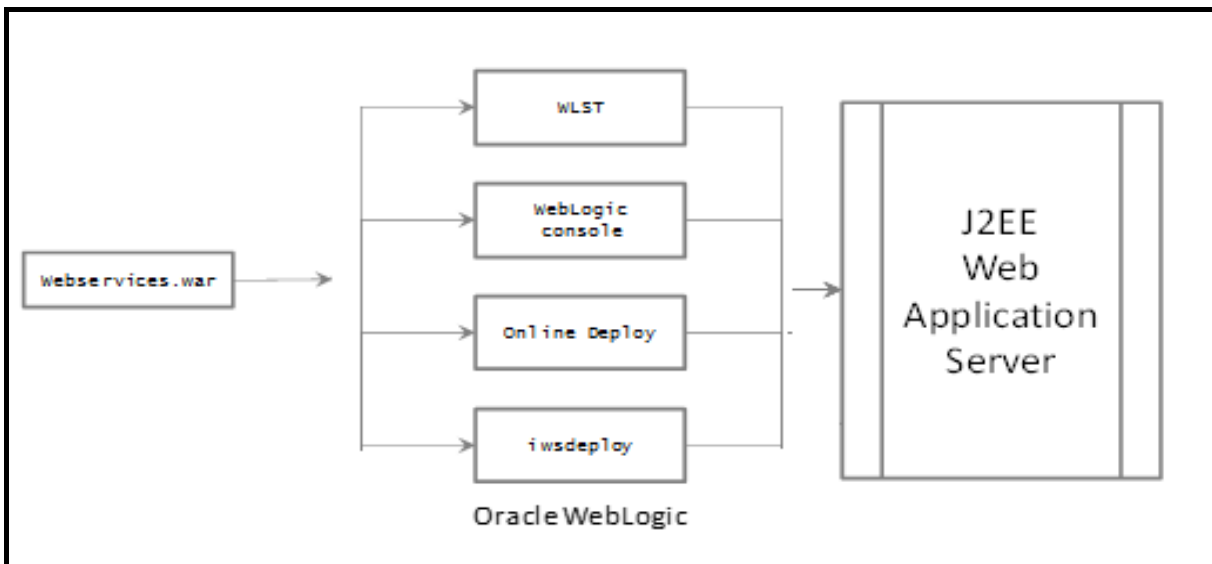 WLST
WebLogic
console
Webservices.war
Online Deploy
iwsdeploy
Oracle WebLogic
J2EE
Web
Application
Server